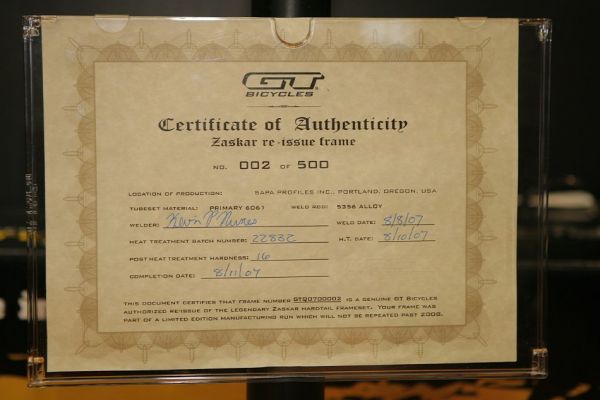 GT
BICYCLES
Certificate of Authenticity
Zaskar re-issue frame
NO. 002 OF 500
LOCATION OF PRODUCTION: SAPA PROFILES INC., PORTLAND, OREGON, USA
TUBESET MATERIAL: PRIMARY 6061 WELD ROD: 5356 ALLOY
WELDER: Kevin P Nunes WELD DATE: 8/8/07
HEAT TREATMENT BATCH NUMBER: 22832 H.T. DATE: 8/10/07
POST HEAT TREATMENT HARDNESS: 16
COMPLETION DATE: 8/11/07
THIS DOCUMENT CERTIFIES THAT FRAME NUMBER GTQ0700002 IS A GENUINE GT BICYCLES
AUTHORIZED RE-ISSUE OF THE LEGENDARY ZASKAR HARDTAIL FRAMESET. YOUR FRAME WAS
PART OF A LIMITED EDITION MANUFACTURING RUN WHICH WILL NOT BE REPEATED PAST 2008.